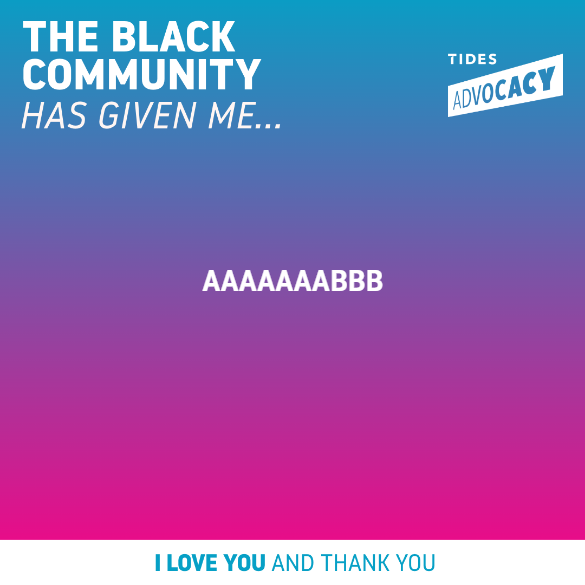 THE BLACK
COMMUNITY
HAS GIVEN ME...
TIDES
ADVOCACY
AAAAAAABBB
I LOVE YOU AND THANK YOU